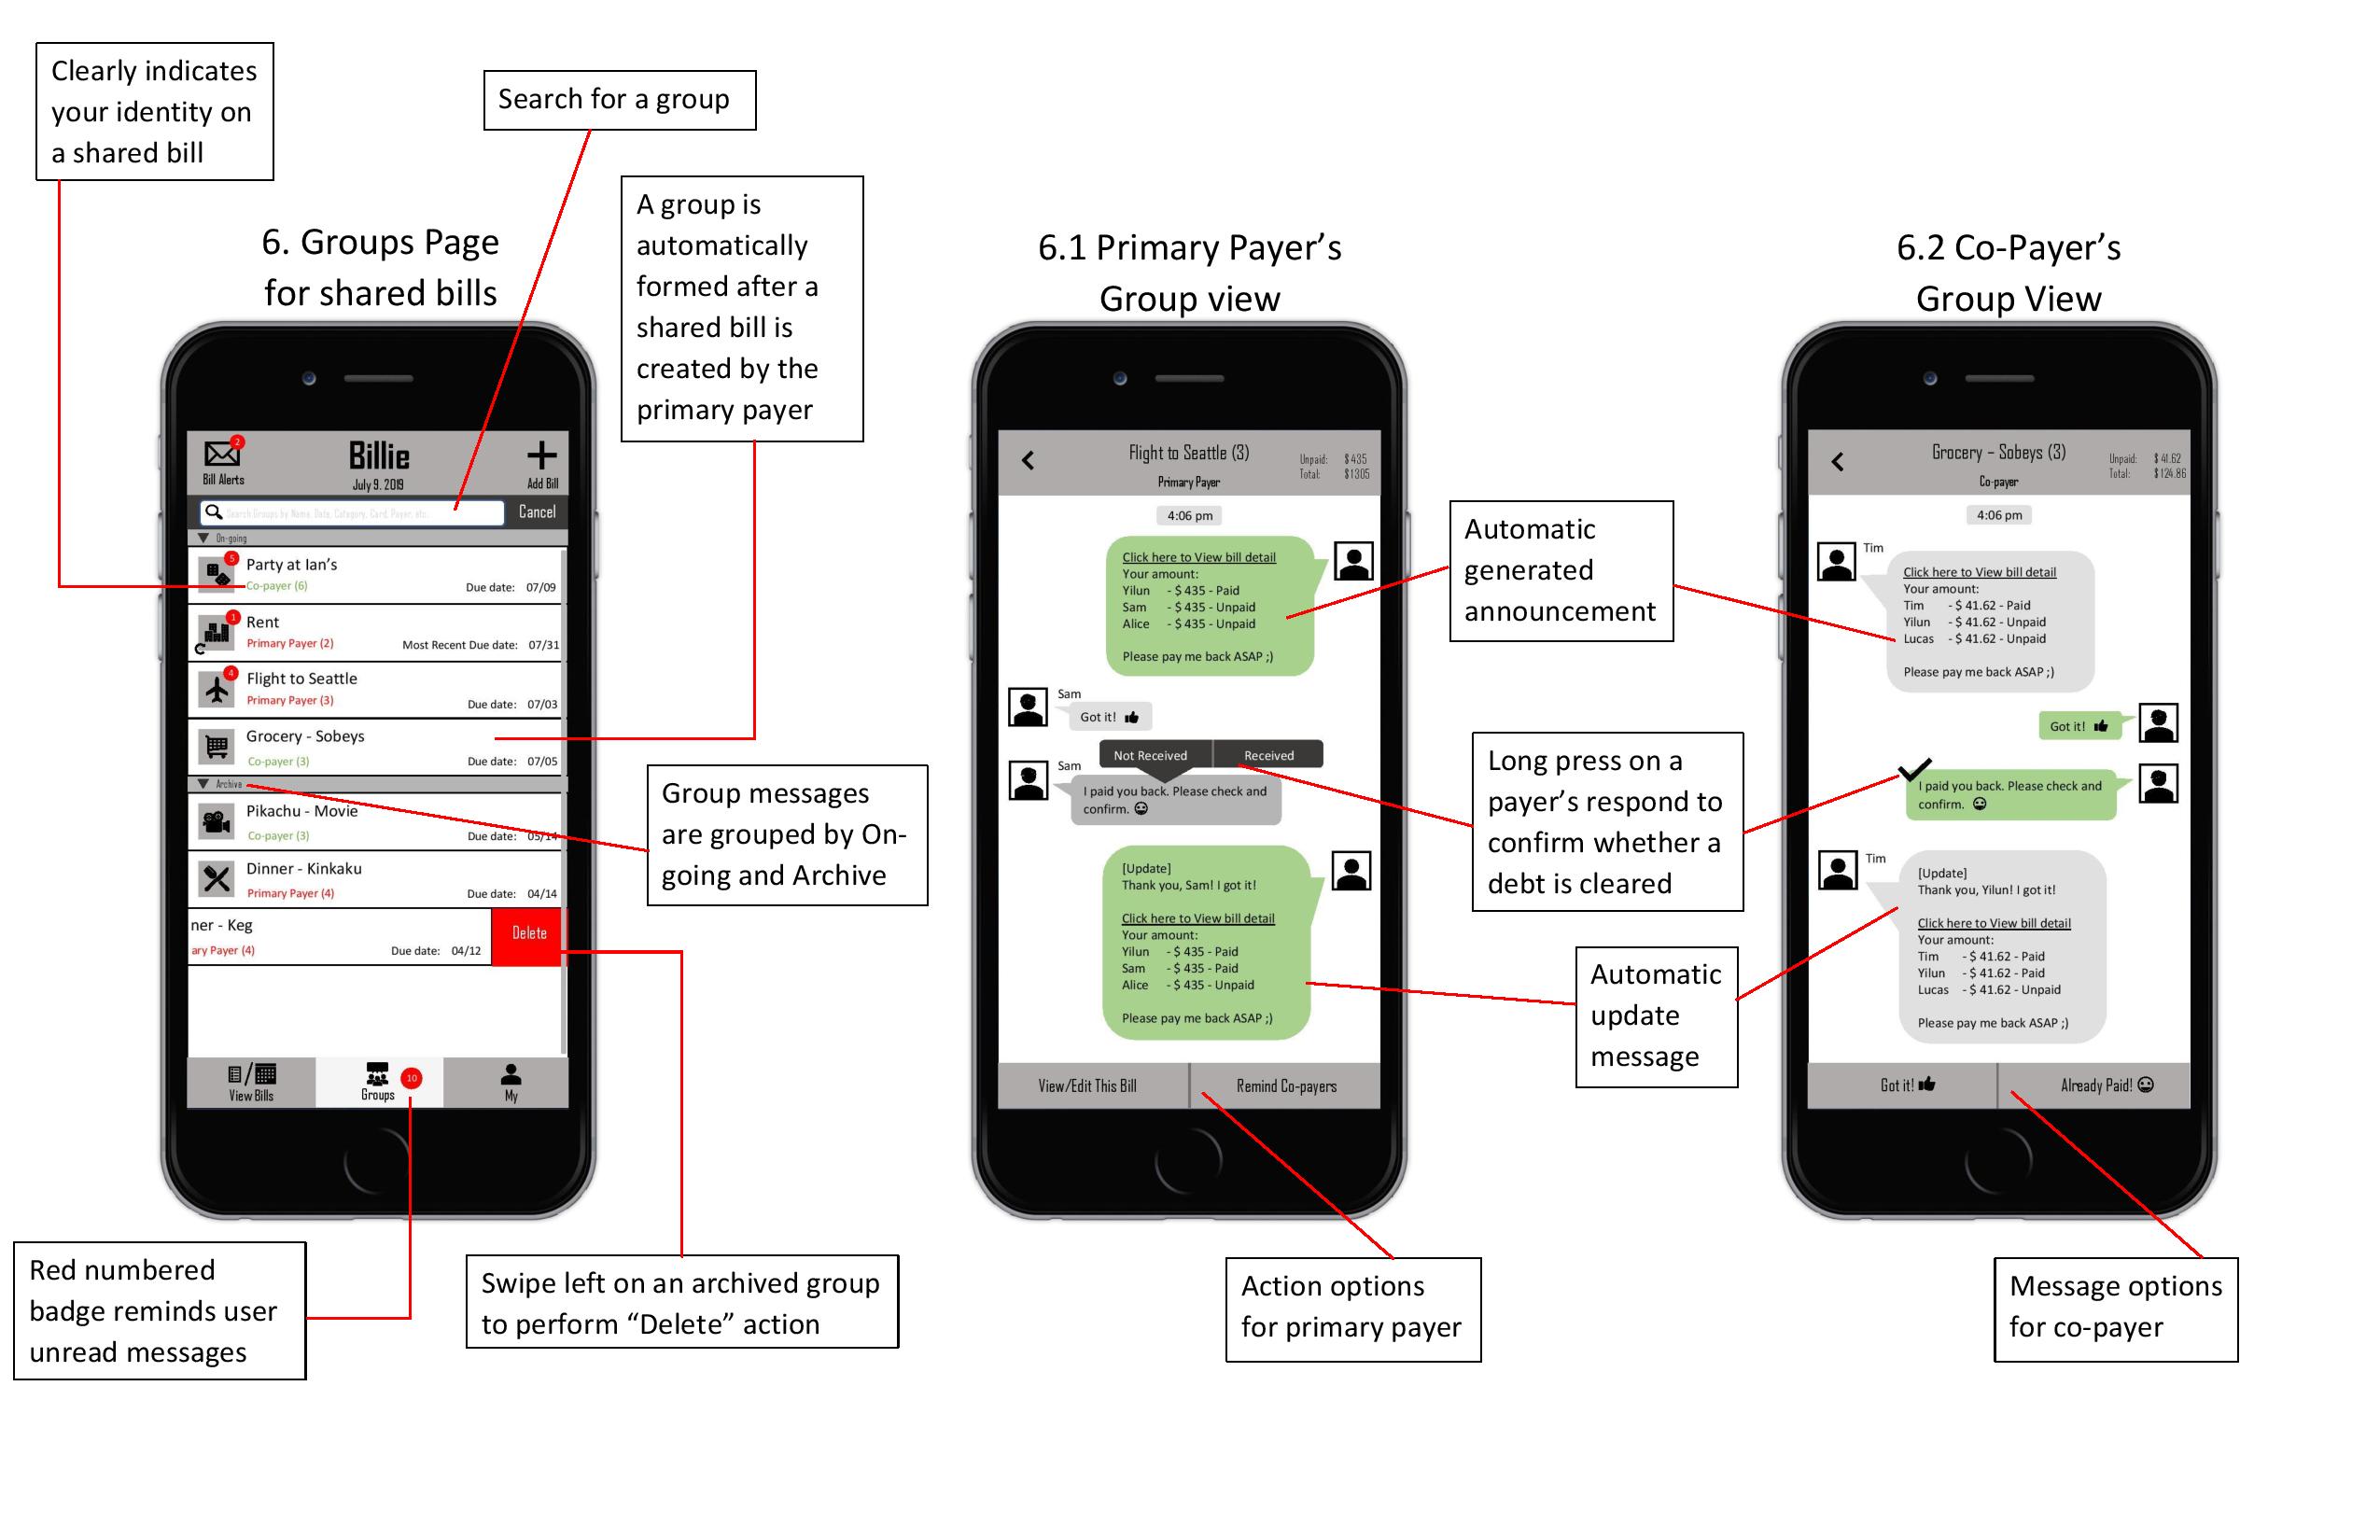 Clearly indicates
your identity on
a shared bill
Search for a group
A group is
automatically
formed after a
shared bill is
created by the
primary payer
6. Groups Page
for shared bills
2
Bill Alerts
Billie
July 9. 2019
Add Bill
Search Groups by Name, Date, Category, Card, Payer, etc.
Cancel
On-going
5
Party at Ian's
Co-payer (6)
Due date: 07/09
1
Rent
Primary Payer (2)
Most Recent Due date: 07/31
4
Flight to Seattle
Primary Payer (3)
Due date: 07/03
Grocery - Sobeys
Co-payer (3)
Due date: 07/05
Archive
Pikachu - Movie
Co-payer (3)
Due date: 05/14
Dinner - Kinkaku
Primary Payer (4)
Due date: 04/14
ner - Keg
ary Payer (4)
Due date: 04/12
Delete
View Bills
Groups
10
My
Group messages
are grouped by On-
going and Archive
Red numbered
badge reminds user
unread messages
Swipe left on an archived group
to perform “Delete” action
6.1 Primary Payer's
Group view
Flight to Seattle (3)
Primary Payer
Unpaid: $ 435
Total: $1305
4:06 pm
Click here to View bill detail
Your amount:
Yilun - $ 435 - Paid
Sam - $ 435 - Unpaid
Alice - $ 435 - Unpaid
Please pay me back ASAP ;)
Sam
Got it!
Not Received
Received
Sam
I paid you back. Please check and
confirm.
[Update]
Thank you, Sam! I got it!
Click here to View bill detail
Your amount:
Yilun - $ 435 - Paid
Sam - $ 435 - Paid
Alice - $ 435 - Unpaid
Please pay me back ASAP ;)
View/Edit This Bill
Remind Co-payers
Automatic
generated
announcement
Long press on a
payer's respond to
confirm whether a
debt is cleared
Automatic
update
message
Action options
for primary payer
6.2 Co-Payer's
Group View
Grocery – Sobeys (3)
Co-payer
Unpaid: $ 41.62
Total: $124.86
4:06 pm
Tim
Click here to View bill detail
Your amount:
Tim - $ 41.62 - Paid
Yilun - $ 41.62 - Unpaid
Lucas - $ 41.62 - Unpaid
Please pay me back ASAP ;)
Got it!
I paid you back. Please check and
confirm.
Tim
[Update]
Thank you, Yilun! I got it!
Click here to View bill detail
Your amount:
Tim - $ 41.62 - Paid
Yilun - $ 41.62 - Paid
Lucas - $ 41.62 - Unpaid
Please pay me back ASAP ;)
Got it!
Already Paid!
Message options
for co-payer